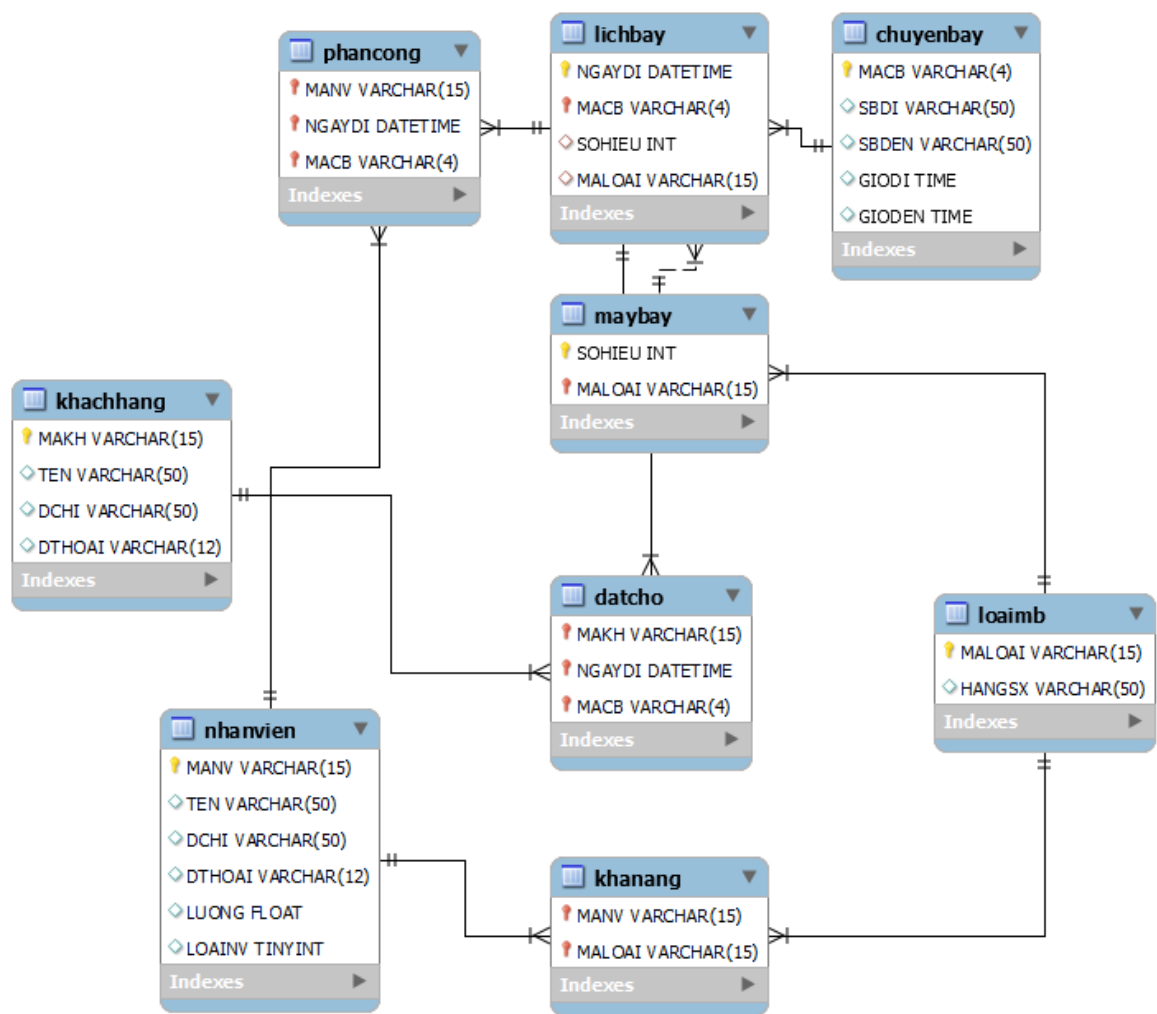 phancong
MANV VARCHAR(15)
NGAYDI DATETIME
MACB VARCHAR(4)
Indexes
lichbay
NGAYDI DATETIME
MACB VARCHAR(4)
SOHIEU INT
MALOAI VARCHAR(15)
Indexes
chuyenbay
MACB VARCHAR(4)
SBDI VARCHAR(50)
SBDEN VARCHAR(50)
GIODI TIME
GIODEN TIME
Indexes
maybay
SOHIEU INT
MALOAI VARCHAR(15)
Indexes
khachhang
MAKH VARCHAR(15)
TEN VARCHAR(50)
DCHI VARCHAR(50)
DTHOAI VARCHAR(12)
Indexes
datcho
MAKH VARCHAR(15)
NGAYDI DATETIME
MACB VARCHAR(4)
Indexes
loaimb
MALOAI VARCHAR(15)
HANGSX VARCHAR(50)
Indexes
nhanvien
MANV VARCHAR(15)
TEN VARCHAR(50)
DCHI VARCHAR(50)
DTHOAI VARCHAR(12)
LUONG FLOAT
LOAINV TINYINT
Indexes
khanang
MANV VARCHAR(15)
MALOAI VARCHAR(15)
Indexes